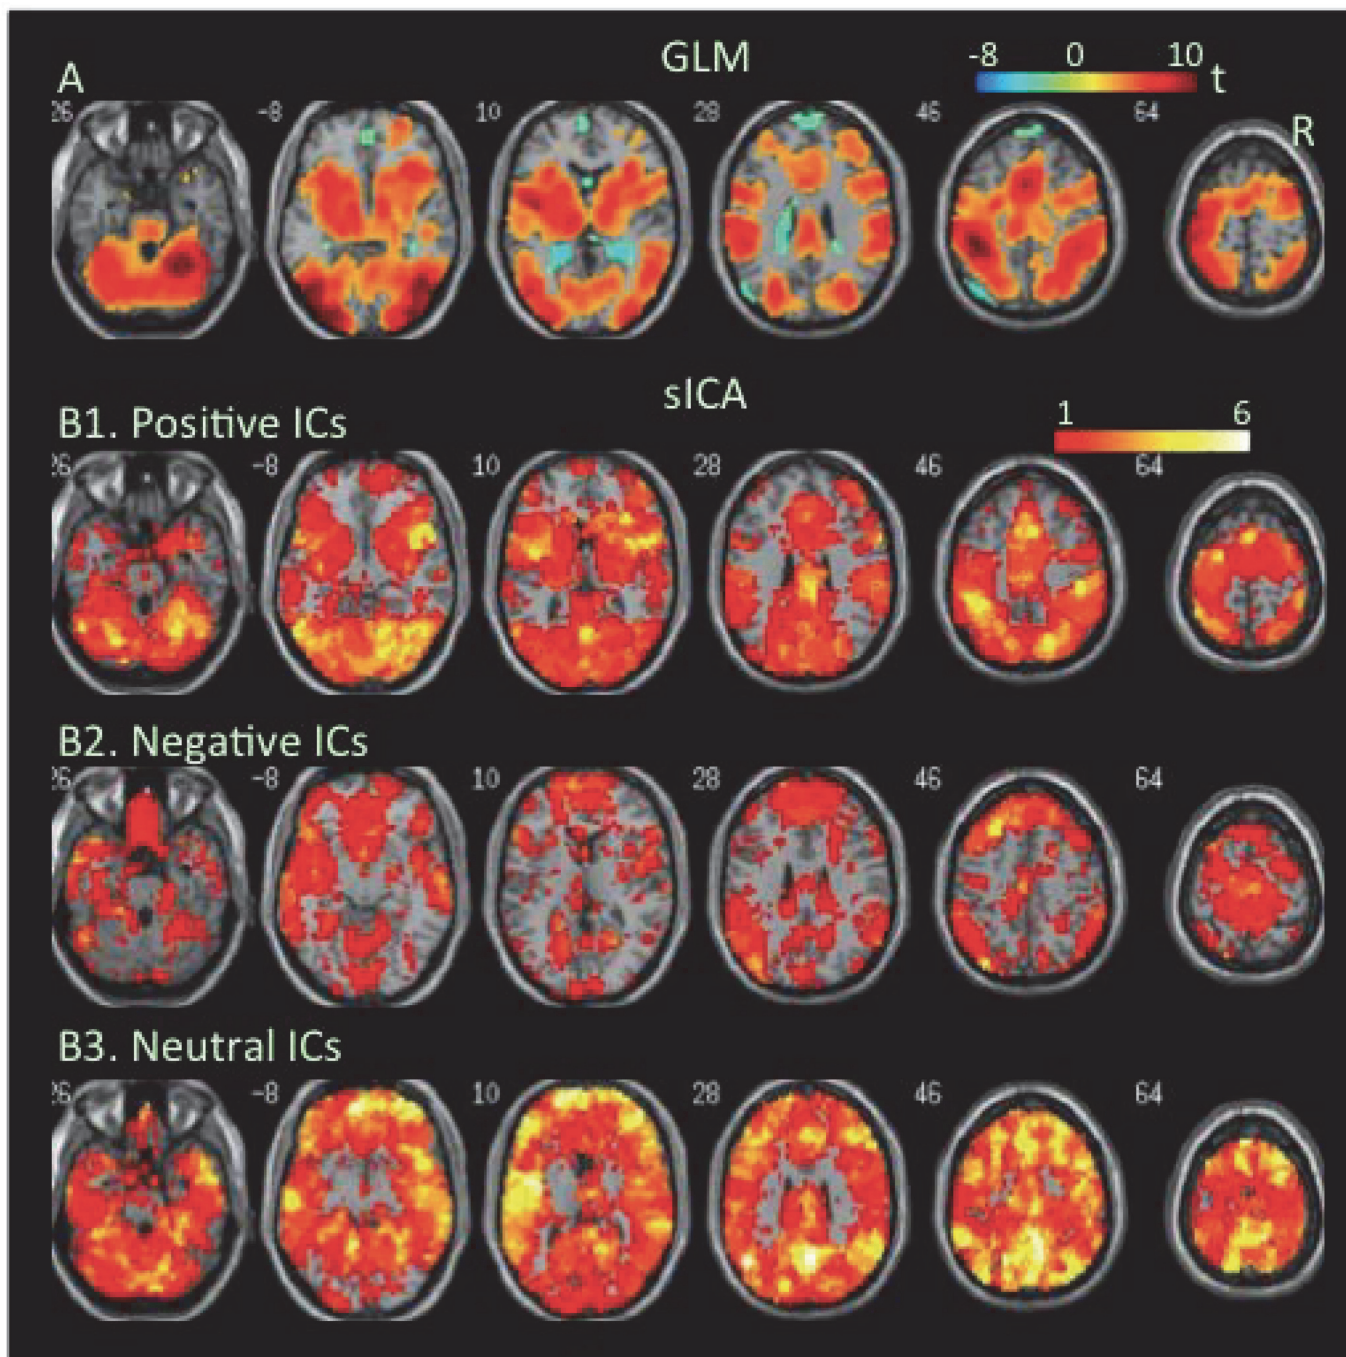 GLM
-8 0 10 t
A
26 -8 10 28 46 64
R
sICA
B1. Positive ICs
1 6
26 -8 10 28 46 64
B2. Negative ICs
26 -8 10 28 46 64
B3. Neutral ICs
26 -8 10 28 46 64